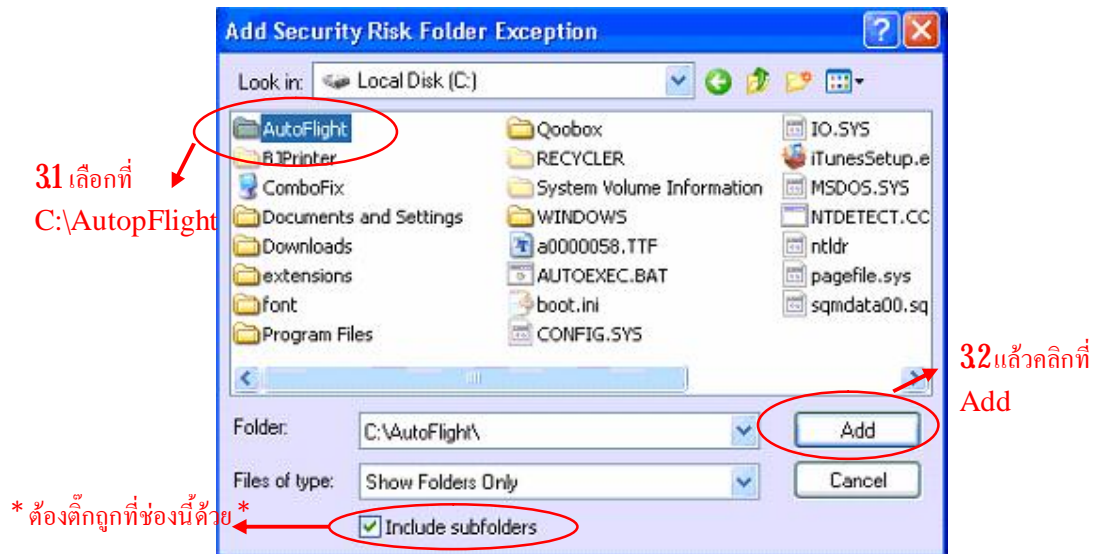 Add Security Risk Folder Exception
Look in: Local Disk (C:)
AutoFlight
BJPrinter
ComboFix
Documents and Settings
Downloads
extensions
font
Program Files
Qoobox
RECYCLER
System Volume Information
WINDOWS
a0000058.TTF
AUTOEXEC.BAT
boot.ini
CONFIG.SYS
IO.SYS
iTunesSetup.e
MSDOS.SYS
NTDETECT.CC
ntldr
pagefile.sys
sqmdata00.sq
3.1 เลือกที่
C:\AutopFlight
3.2 แล้วคลิกที่
Add
Folder: C:\AutoFlight\ Add
Files of type: Show Folders Only Cancel
* ต้องติ๊กถูกที่ช่องนี้ด้วย *
Include subfolders